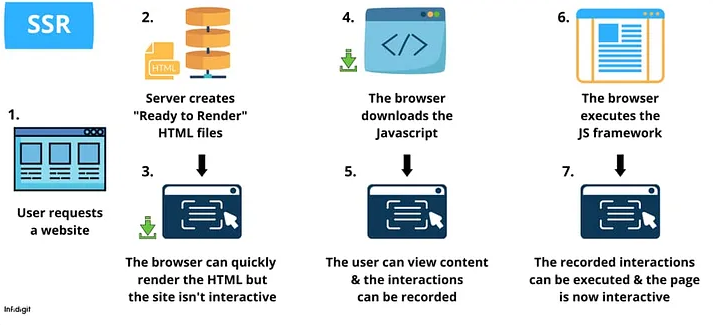 SSR
1.
User requests
a website
2.
HTML
Server creates
"Ready to Render"
HTML files
3.
The browser can quickly
render the HTML but
the site isn't interactive
4.
</>
The browser
downloads the
Javascript
5.
The user can view content
& the interactions
can be recorded
6.
The browser
executes the
JS framework
7.
The recorded interactions
can be executed & the page
is now interactive
Infidigit